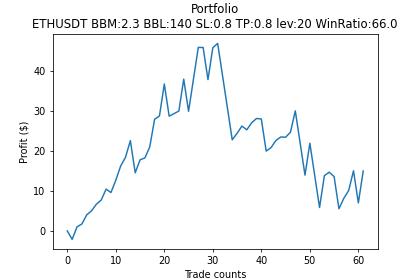 Portfolio
ETHUSDT BBM:2.3 BBL:140 SL:0.8 TP:0.8 lev:20 WinRatio:66.0
40
30
20
10
0
Profit ($)
0 10 20 30 40 50 60
Trade counts